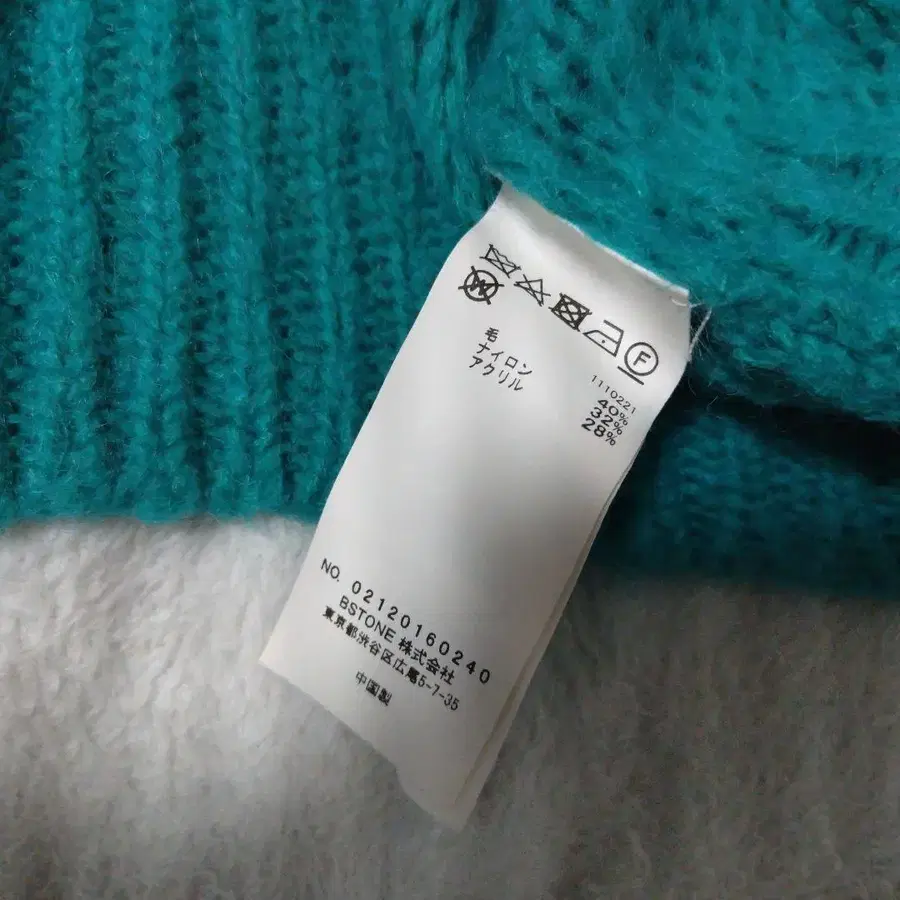 F
W
1110221
毛 40%
ナイロン 32%
アクリル 28%
NO. 02120160240
BSTONE 株式会社
東京都渋谷区広尾5-7-35
中国製